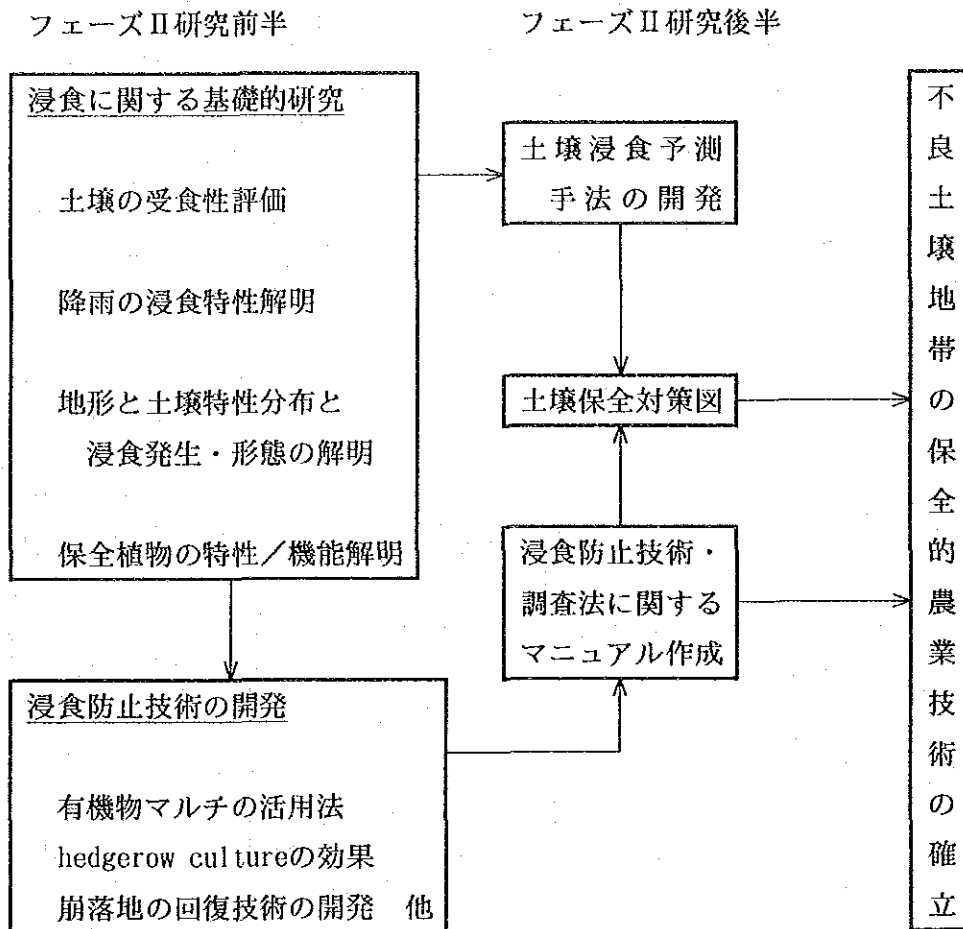 フェーズⅡ研究前半
フェーズⅡ研究後半
浸食に関する基礎的研究
土壌の受食性評価
降雨の浸食特性解明
地形と土壌特性分布と
浸食発生・形態の解明
保全植物の特性/機能解明
浸食防止技術の開発
有機物マルチの活用法
hedgerow cultureの効果
崩落地の回復技術の開発 他
土壌浸食予測
手法の開発
土壌保全対策図
浸食防止技術・
調査法に関する
マニュアル作成
不良土壌地帯の保全的農業技術の確立